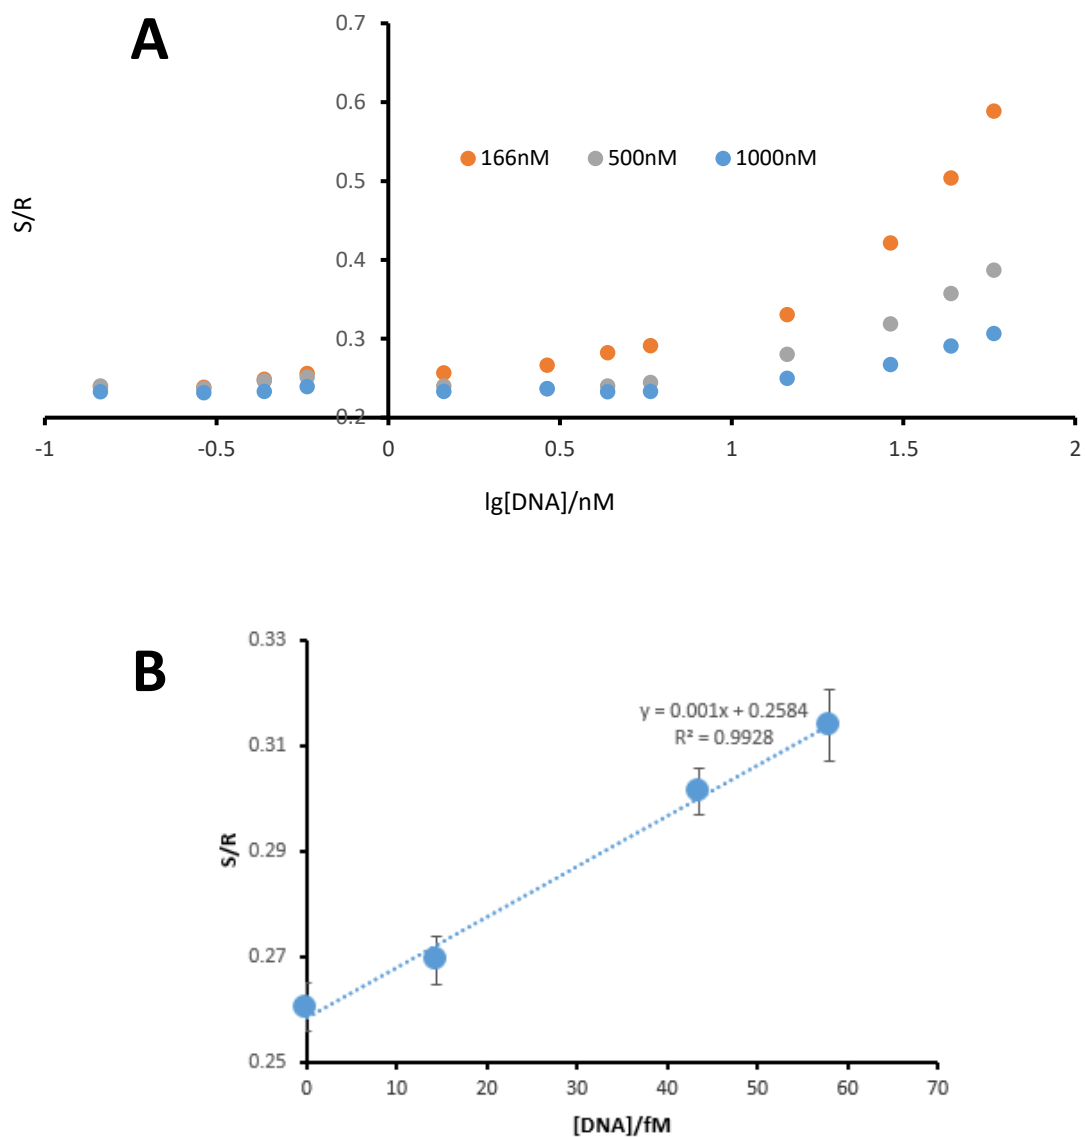 A
0.7
0.6
0.5
0.4
0.3
0.2
S/R
166nM 500nM 1000nM
-1 -0.5 0 0.5 1 1.5 2
lg[DNA]/nM
B
0.33
0.31
0.29
0.27
0.25
S/R
y = 0.001x + 0.2584
R² = 0.9928
0 10 20 30 40 50 60 70
[DNA]/fM